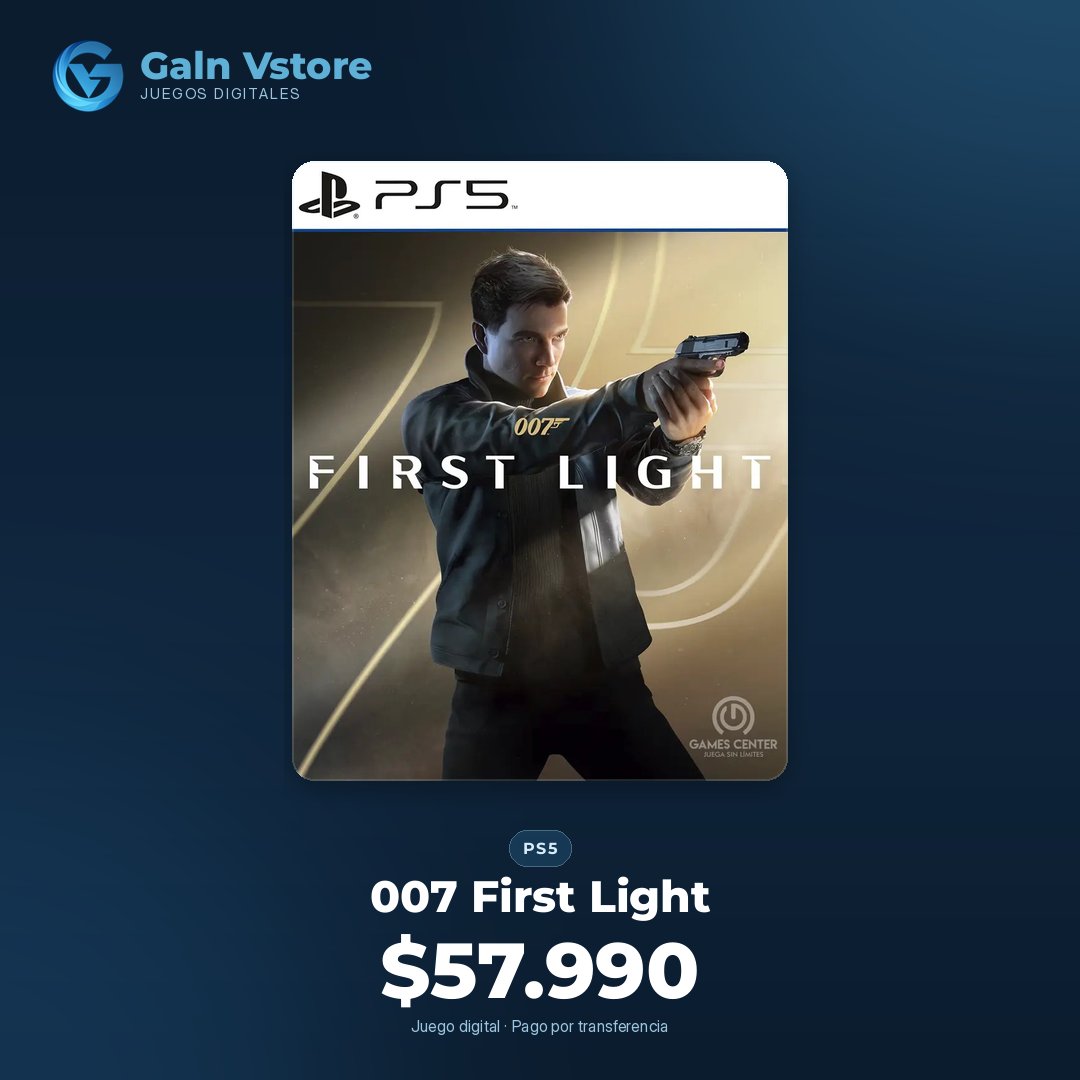 GaIn Vstore
JUEGOS DIGITALES
PS5
007
FIRST LIGHT
GAMES CENTER
JUEGA SIN LÍMITES
PS5
007 First Light
$57.990
Juego digital · Pago por transferencia